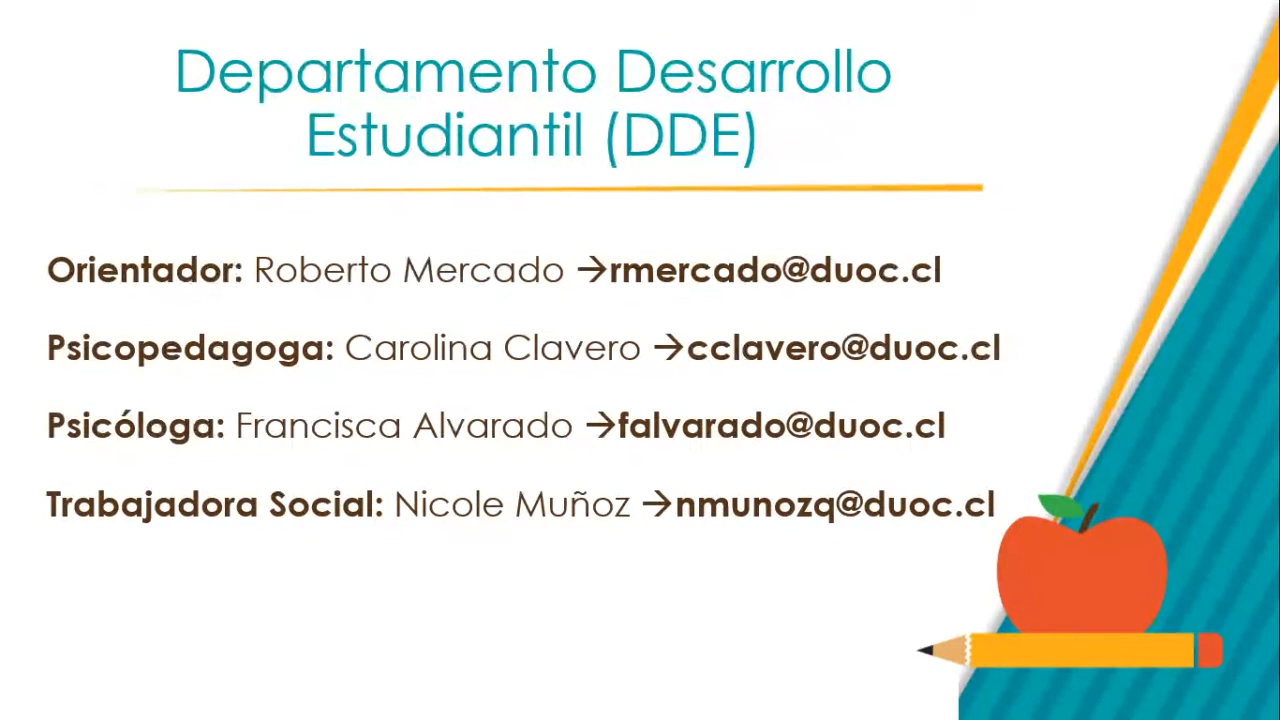 Departamento Desarrollo
Estudiantil (DDE)
Orientador: Roberto Mercado →rmercado@duoc.cl
Psicopedagoga: Carolina Clavero →cclavero@duoc.cl
Psicóloga: Francisca Alvarado →falvarado@duoc.cl
Trabajadora Social: Nicole Muñoz →nmunozq@duoc.cl